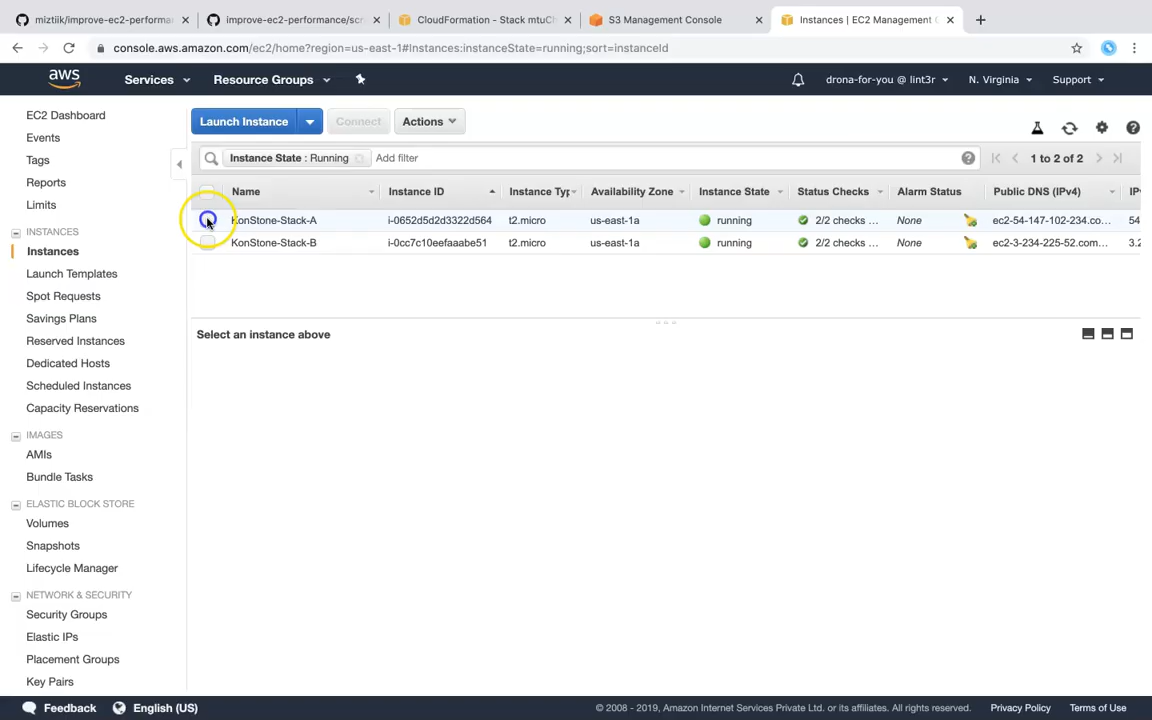 miztiik/improve-ec2-performa
improve-ec2-performance/scr
CloudFormation - Stack mtuCh
S3 Management Console
Instances | EC2 Management C
console.aws.amazon.com/ec2/home?region=us-east-1#Instances:instanceState=running;sort=instanceId
aws Services Resource Groups drona-for-you @ lint3r N. Virginia Support
EC2 Dashboard
Events
Tags
Reports
Limits
INSTANCES
Instances
Launch Templates
Spot Requests
Savings Plans
Reserved Instances
Dedicated Hosts
Scheduled Instances
Capacity Reservations
IMAGES
AMIs
Bundle Tasks
ELASTIC BLOCK STORE
Volumes
Snapshots
Lifecycle Manager
NETWORK & SECURITY
Security Groups
Elastic IPs
Placement Groups
Key Pairs
Launch Instance Connect Actions
Instance State : Running Add filter 1 to 2 of 2
Name Instance ID Instance Typ Availability Zone Instance State Status Checks Alarm Status Public DNS (IPv4) IP
KonStone-Stack-A i-0652d5d2d3322d564 t2.micro us-east-1a running 2/2 checks ... None ec2-54-147-102-234.co... 54
KonStone-Stack-B i-0cc7c10eefaaabe51 t2.micro us-east-1a running 2/2 checks ... None ec2-3-234-225-52.com... 3.2
Select an instance above
Feedback English (US) © 2008 - 2019, Amazon Internet Services Private Ltd. or its affiliates. All rights reserved. Privacy Policy Terms of Use